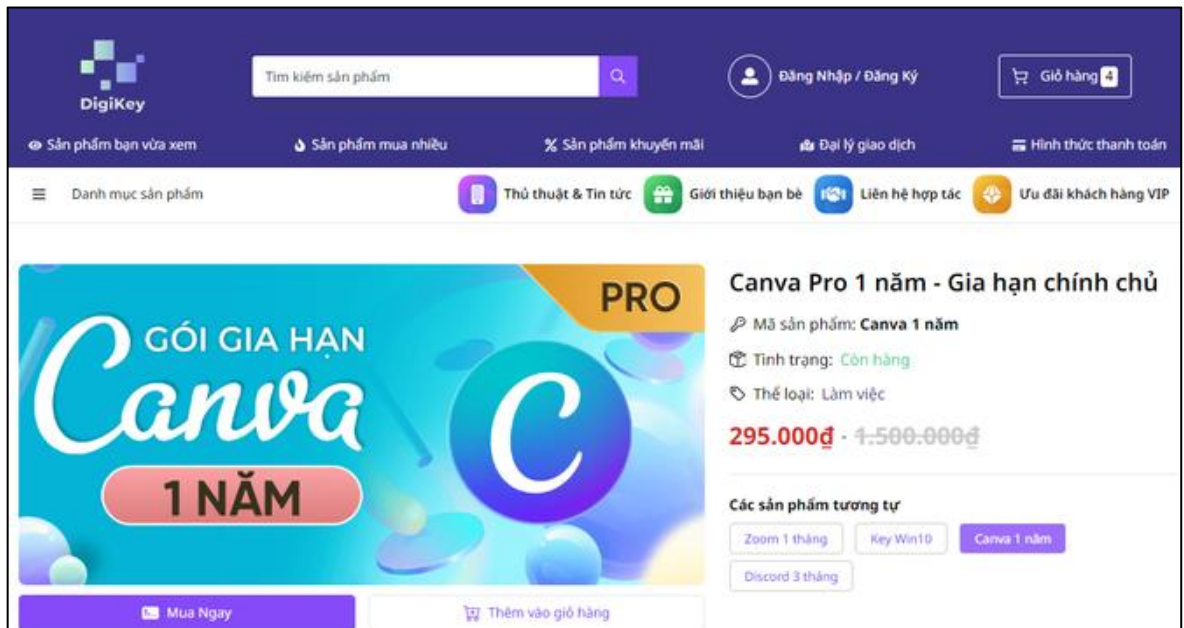 DigiKey
Tìm kiếm sản phẩm
Đăng Nhập / Đăng Ký
Giỏ hàng 4
Sản phẩm bạn vừa xem
Sản phẩm mua nhiều
Sản phẩm khuyến mãi
Đại lý giao dịch
Hình thức thanh toán
Danh mục sản phẩm
Thủ thuật & Tin tức
Giới thiệu bạn bè
Liên hệ hợp tác
Ưu đãi khách hàng VIP
PRO
GÓI GIA HẠN
Canva
C
1 NĂM
Mua Ngay
Thêm vào giỏ hàng
Canva Pro 1 năm - Gia hạn chính chủ
Mã sản phẩm: Canva 1 năm
Tình trạng: Còn hàng
Thể loại: Làm việc
295.000₫ - 1.500.000₫
Các sản phẩm tương tự
Zoom 1 tháng
Key Win10
Canva 1 năm
Discord 3 tháng